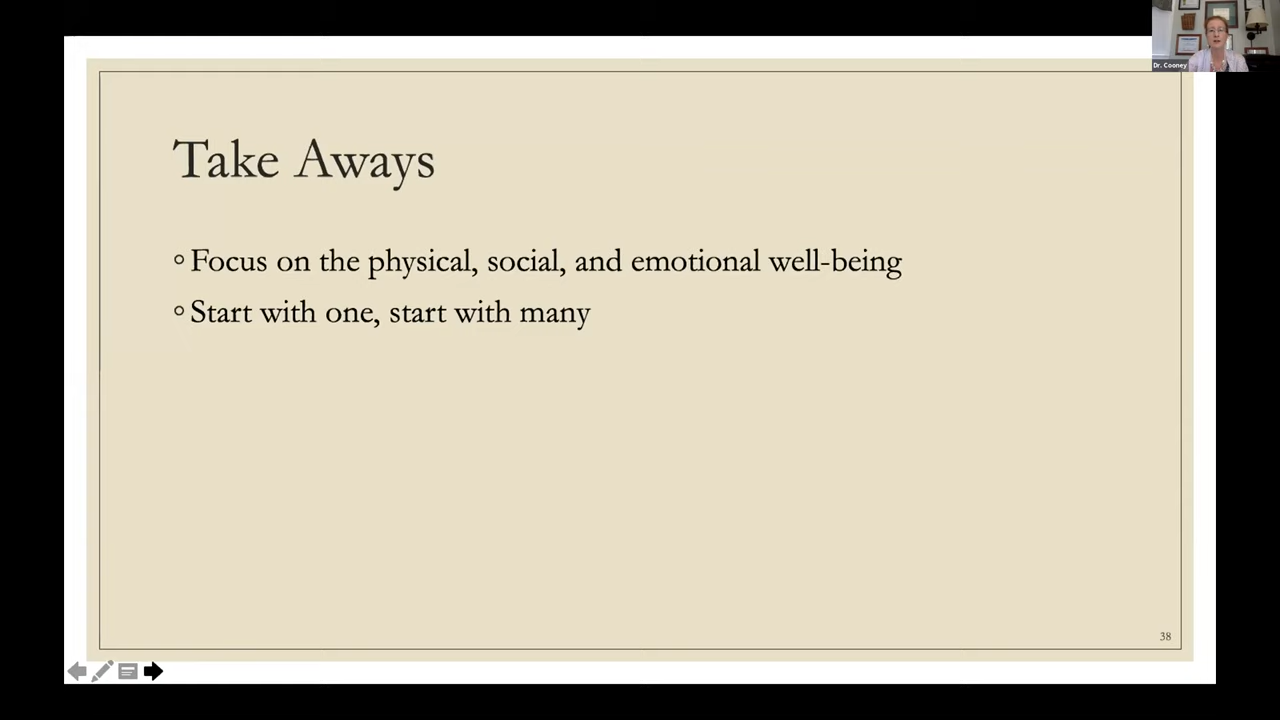 Dr. Cooney
Take Aways
◦ Focus on the physical, social, and emotional well-being
◦ Start with one, start with many
38